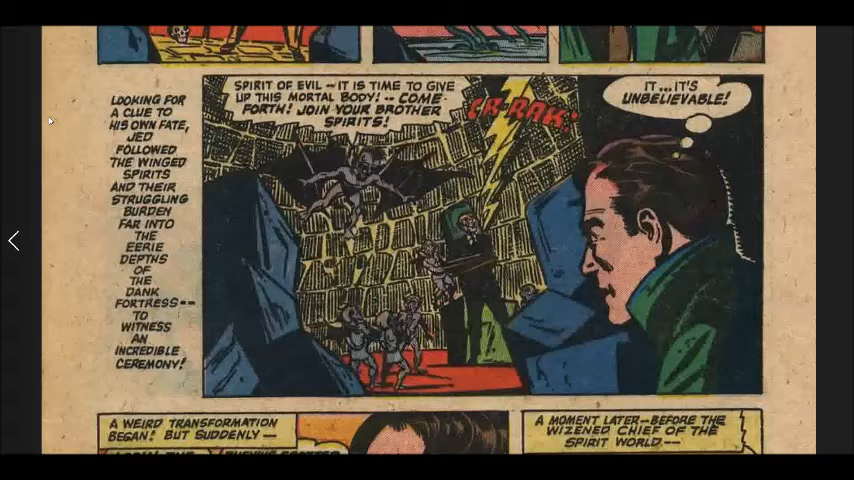 LOOKING FOR
A CLUE TO
HIS OWN FATE,
JED
FOLLOWED
THE WINGED
SPIRITS
AND THEIR
STRUGGLING
BURDEN
FAR INTO
THE
EERIE
DEPTHS
OF
THE
DANK
FORTRESS--
TO
WITNESS
AN
INCREDIBLE
CEREMONY!
SPIRIT OF EVIL--IT IS TIME TO GIVE
UP THIS MORTAL BODY!-- COME
FORTH! JOIN YOUR BROTHER
SPIRITS!
CR-RAK!
IT...IT'S
UNBELIEVABLE!
A WEIRD TRANSFORMATION
BEGAN! BUT SUDDENLY--
A MOMENT LATER--BEFORE THE
WIZENED CHIEF OF THE
SPIRIT WORLD--